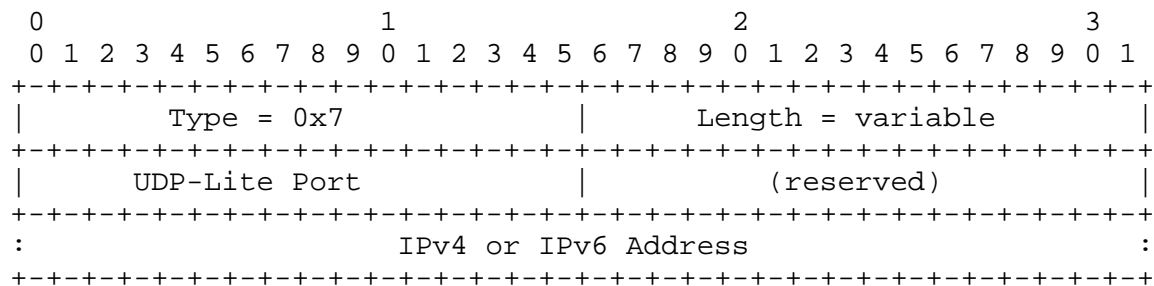 0                   1                   2                   3
 0 1 2 3 4 5 6 7 8 9 0 1 2 3 4 5 6 7 8 9 0 1 2 3 4 5 6 7 8 9 0 1
+-+-+-+-+-+-+-+-+-+-+-+-+-+-+-+-+-+-+-+-+-+-+-+-+-+-+-+-+-+-+-+-+
|        Type = 0x7             |      Length = variable        |
+-+-+-+-+-+-+-+-+-+-+-+-+-+-+-+-+-+-+-+-+-+-+-+-+-+-+-+-+-+-+-+-+
|      UDP-Lite Port            |          (reserved)           |
+-+-+-+-+-+-+-+-+-+-+-+-+-+-+-+-+-+-+-+-+-+-+-+-+-+-+-+-+-+-+-+-+
:                     IPv4 or IPv6 Address                      :
+-+-+-+-+-+-+-+-+-+-+-+-+-+-+-+-+-+-+-+-+-+-+-+-+-+-+-+-+-+-+-+-+